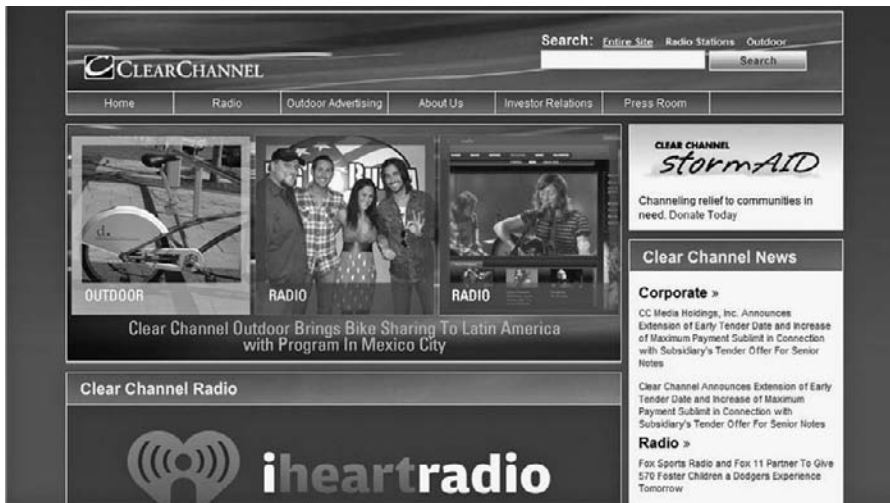 CLEARCHANNEL
Search: Entire Site Radio Stations Outdoor
Search
Home Radio Outdoor Advertising About Us Investor Relations Press Room
OUTDOOR
RADIO
RADIO
Clear Channel Outdoor Brings Bike Sharing To Latin America
with Program In Mexico City
CLEAR CHANNEL
stormAID
Channeling relief to communities in
need. Donate Today
Clear Channel News
Corporate »
CC Media Holdings, Inc. Announces
Extension of Early Tender Date and Increase
of Maximum Payment Sublimit in Connection
with Subsidiary's Tender Offer For Senior
Notes
Clear Channel Announces Extension of Early
Tender Date and Increase of Maximum
Payment Sublimit in Connection with
Subsidiary's Tender Offer For Senior Notes
Radio »
Fox Sports Radio and Fox 11 Partner To Give
570 Foster Children a Dodgers Experience
Tomorrow
Clear Channel Radio
iheartradio